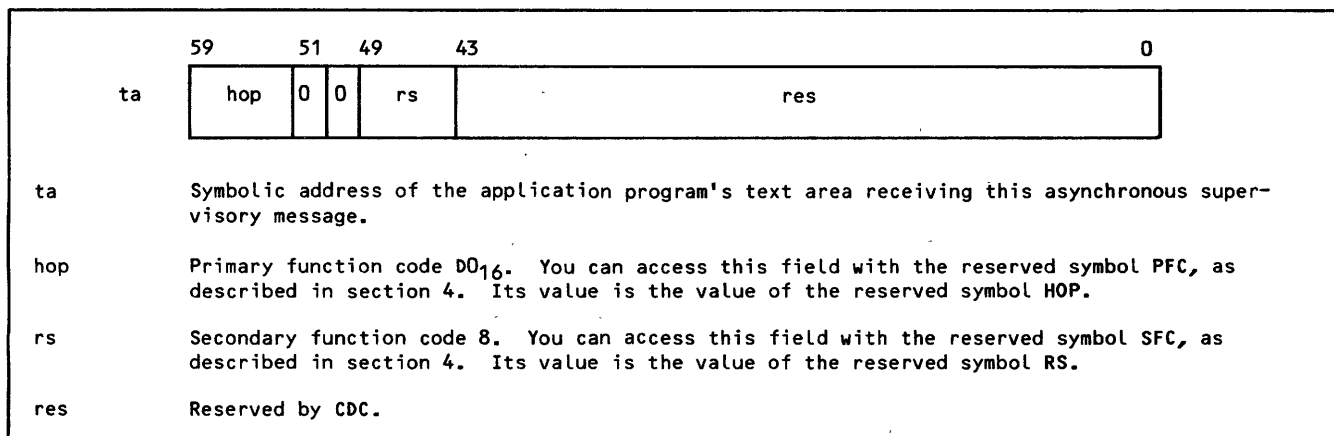 59 51 49 43 0
ta hop 0 0 rs res
ta Symbolic address of the application program's text area receiving this asynchronous super-
visory message.
hop Primary function code D0₁₆. You can access this field with the reserved symbol PFC, as
described in section 4. Its value is the value of the reserved symbol HOP.
rs Secondary function code 8. You can access this field with the reserved symbol SFC, as
described in section 4. Its value is the value of the reserved symbol RS.
res Reserved by CDC.